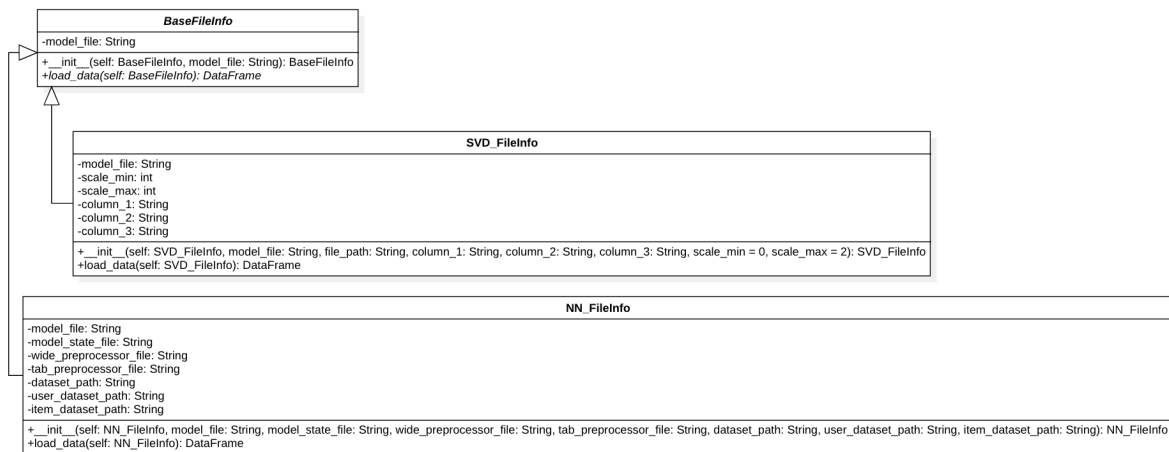 BaseFileInfo
-model_file: String
+__init__(self: BaseFileInfo, model_file: String): BaseFileInfo
+load_data(self: BaseFileInfo): DataFrame
SVD_FileInfo
-model_file: String
-scale_min: int
-scale_max: int
-column_1: String
-column_2: String
-column_3: String
+__init__(self: SVD_FileInfo, model_file: String, file_path: String, column_1: String, column_2: String, column_3: String, scale_min = 0, scale_max = 2): SVD_FileInfo
+load_data(self: SVD_FileInfo): DataFrame
NN_FileInfo
-model_file: String
-model_state_file: String
-wide_preprocessor_file: String
-tab_preprocessor_file: String
-dataset_path: String
-user_dataset_path: String
-item_dataset_path: String
+__init__(self: NN_FileInfo, model_file: String, model_state_file: String, wide_preprocessor_file: String, tab_preprocessor_file: String, dataset_path: String, user_dataset_path: String, item_dataset_path: String): NN_FileInfo
+load_data(self: NN_FileInfo): DataFrame